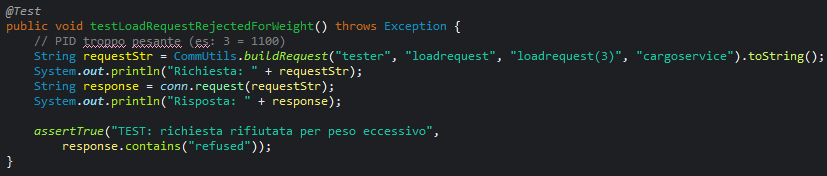 @Test
public void testLoadRequestRejectedForWeight() throws Exception {
// PID troppo pesante (es: 3 = 1100)
String requestStr = CommUtils.buildRequest("tester", "loadrequest", "loadrequest(3)", "cargoservice").toString();
System.out.println("Richiesta: " + requestStr);
String response = conn.request(requestStr);
System.out.println("Risposta: " + response);
assertTrue("TEST: richiesta rifiutata per peso eccessivo",
response.contains("refused"));
}